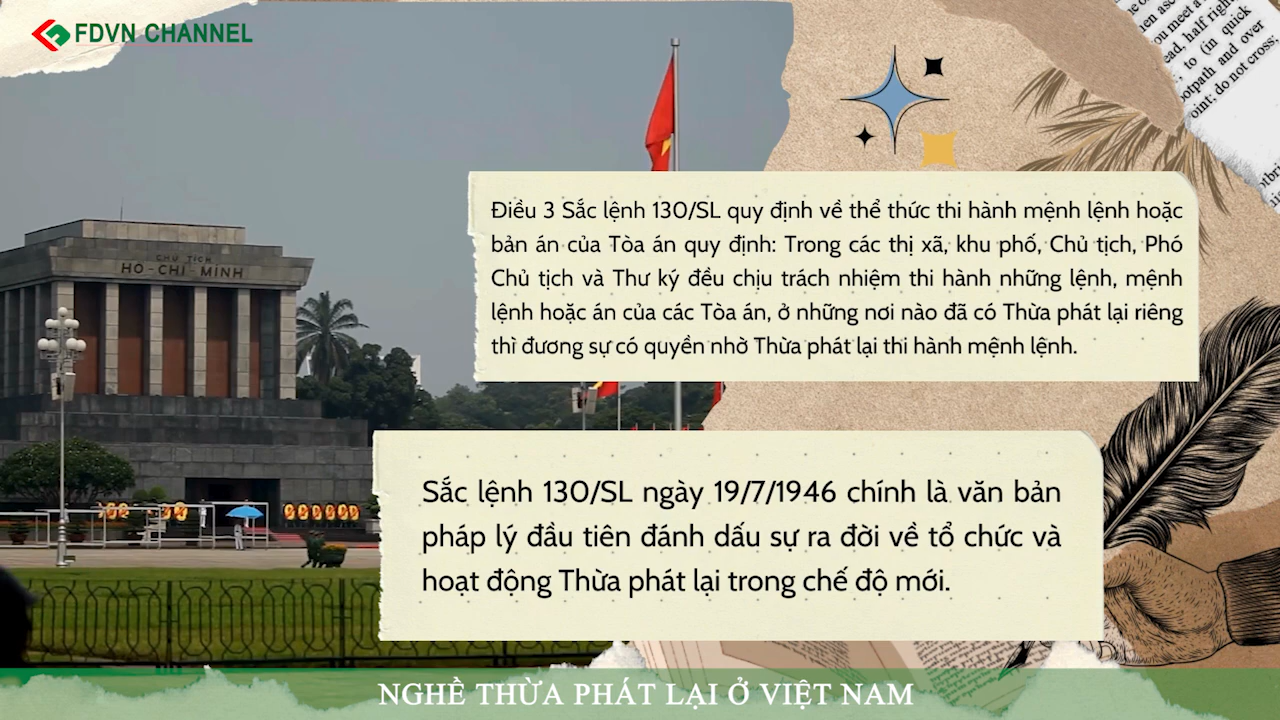 FDVN CHANNEL
CHỦ TỊCH
HO-CHI-MINH
Điều 3 Sắc lệnh 130/SL quy định về thể thức thi hành mệnh lệnh hoặc
bản án của Tòa án quy định: Trong các thị xã, khu phố, Chủ tịch, Phó
Chủ tịch và Thư ký đều chịu trách nhiệm thi hành những lệnh, mệnh
lệnh hoặc án của các Tòa án, ở những nơi nào đã có Thừa phát lại riêng
thì đương sự có quyền nhờ Thừa phát lại thi hành mệnh lệnh.
Sắc lệnh 130/SL ngày 19/7/1946 chính là văn bản
pháp lý đầu tiên đánh dấu sự ra đời về tổ chức và
hoạt động Thừa phát lại trong chế độ mới.
NGHỀ THỪA PHÁT LẠI Ở VIỆT NAM